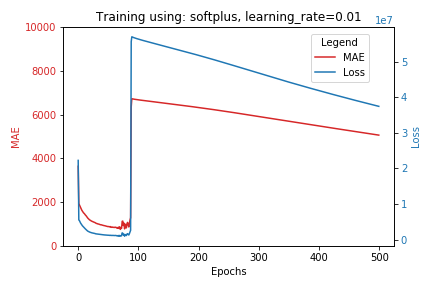 Training using: softplus, learning_rate=0.01
1e7
10000
8000
6000
4000
2000
0
MAE
Legend
MAE
Loss
5
4
3
2
1
0
Loss
0
100
200
300
400
500
Epochs